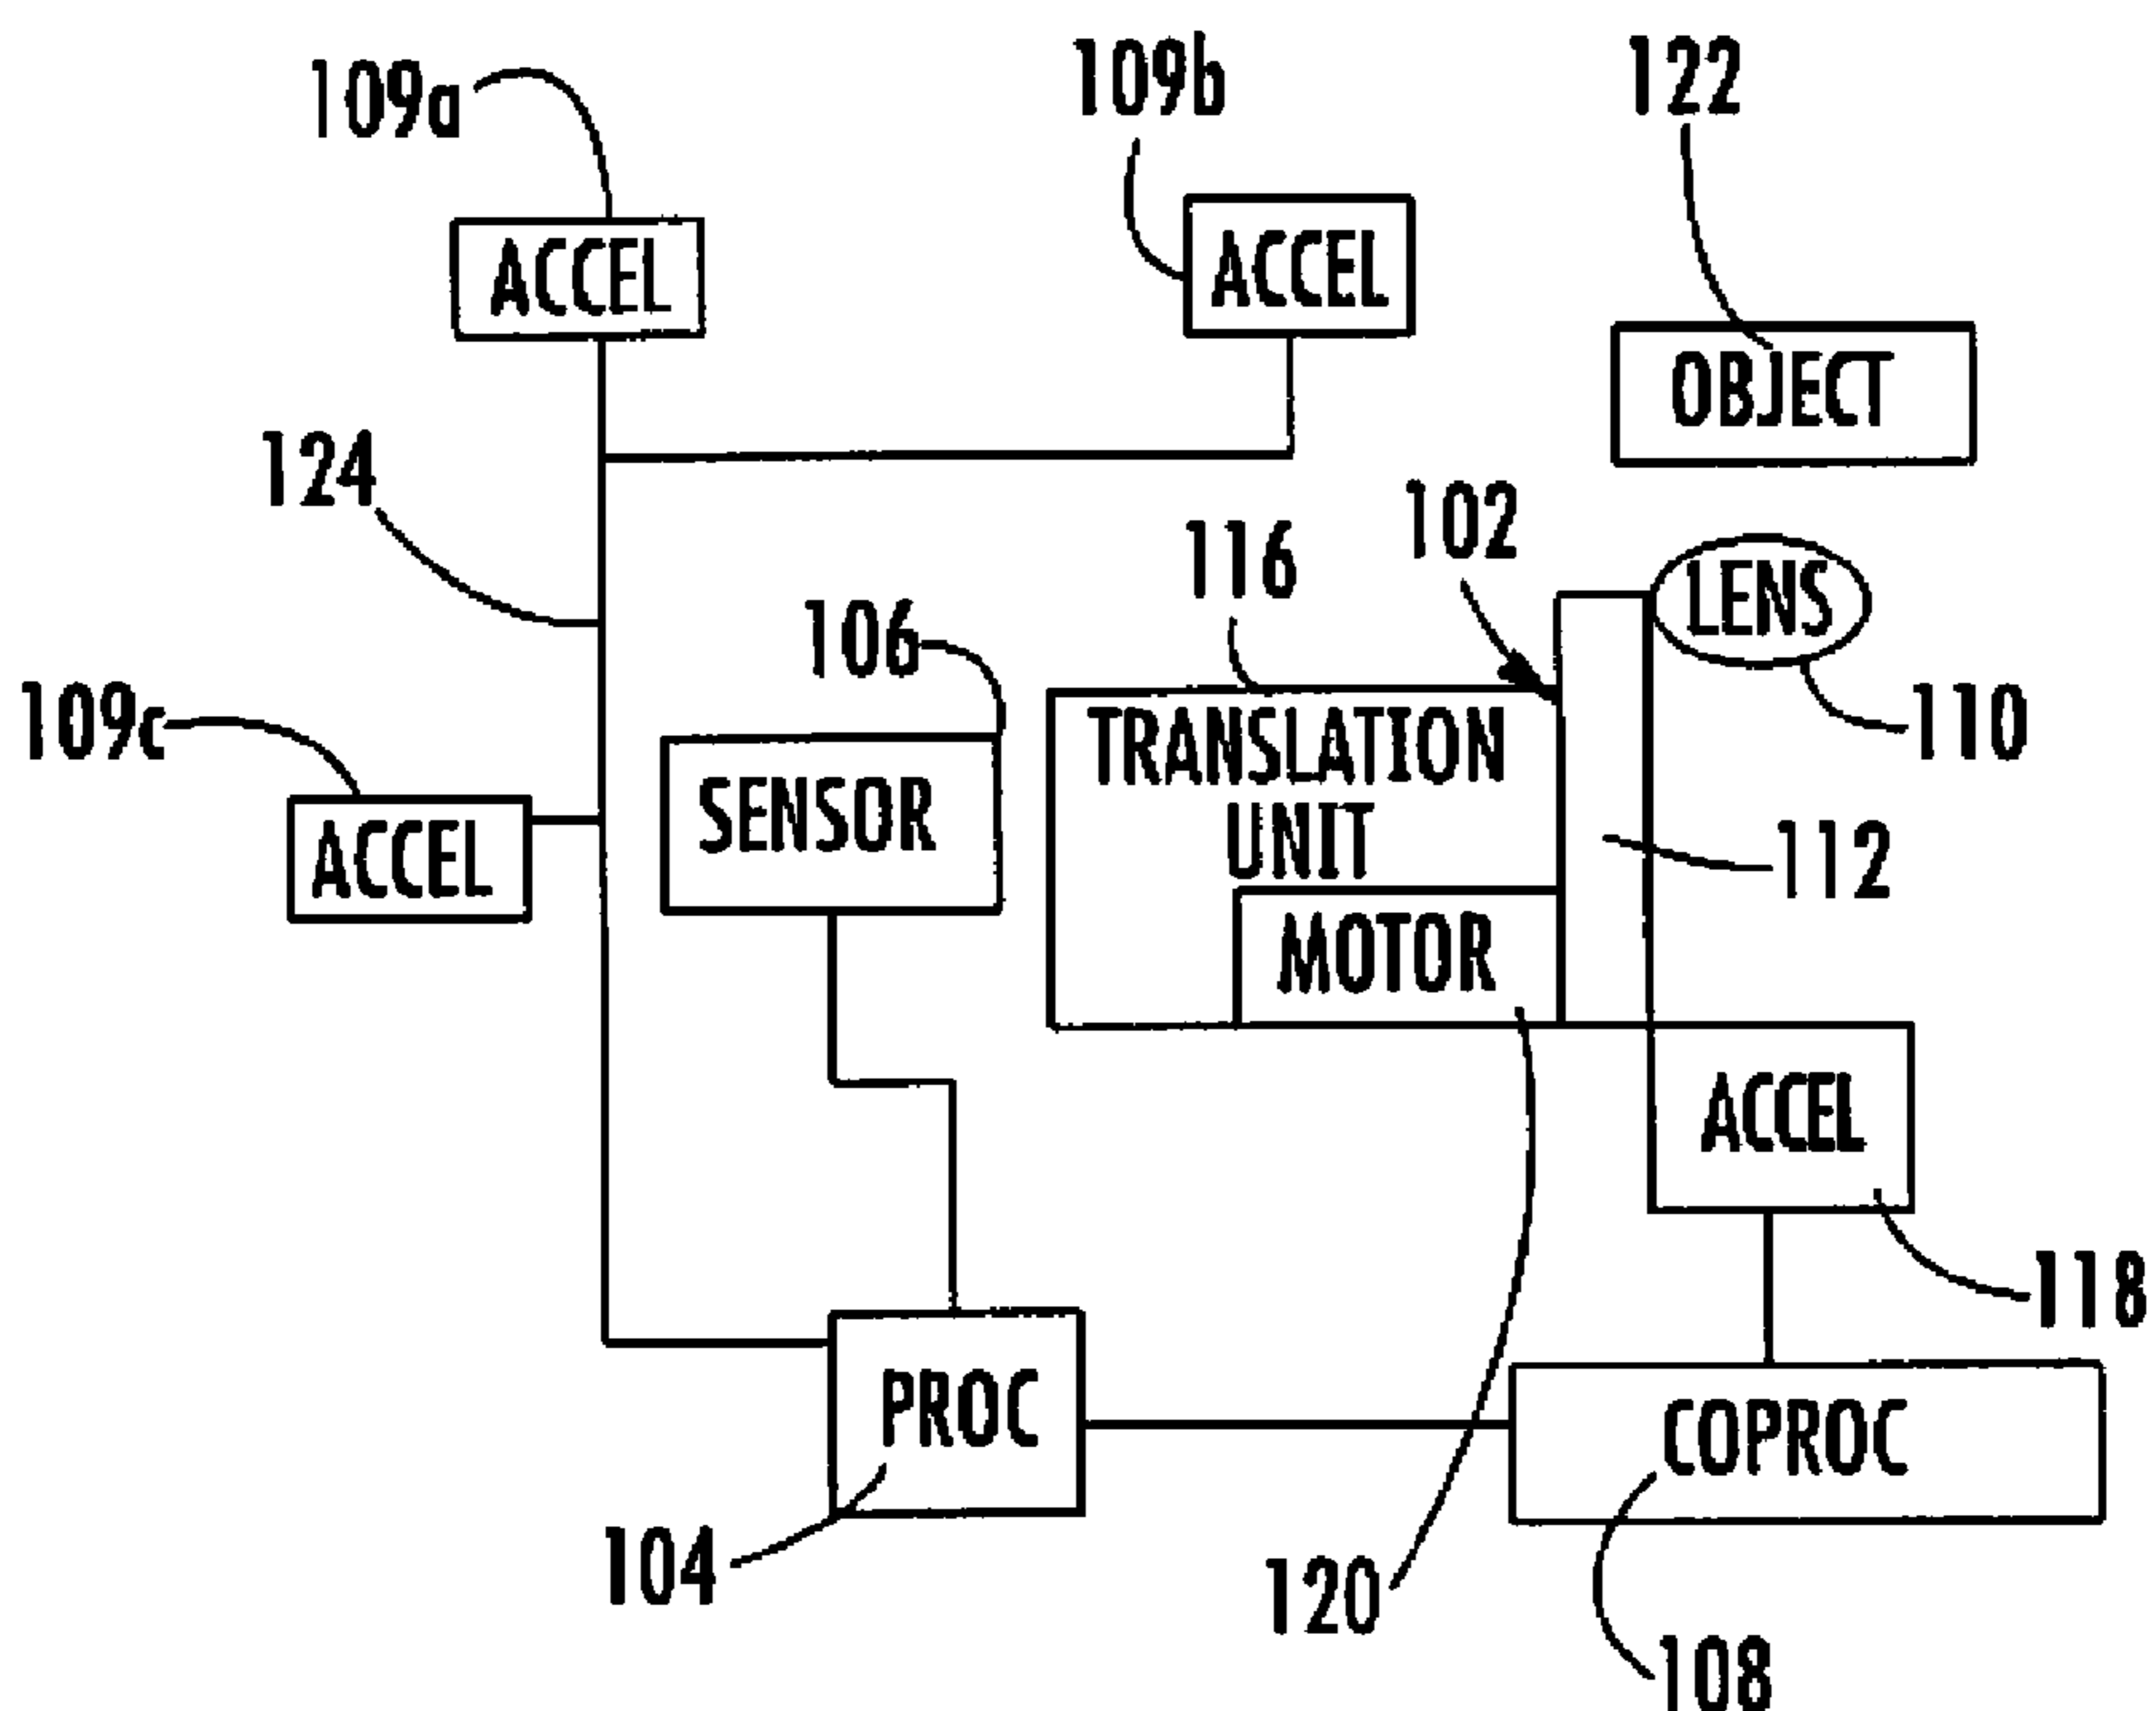 109a
109b
122
ACCEL
ACCEL
OBJECT
124
102
116
LENS
106
109c
110
TRANSLATION
UNIT
SENSOR
ACCEL
112
MOTOR
ACCEL
118
PROC
COPROC
104
120
108